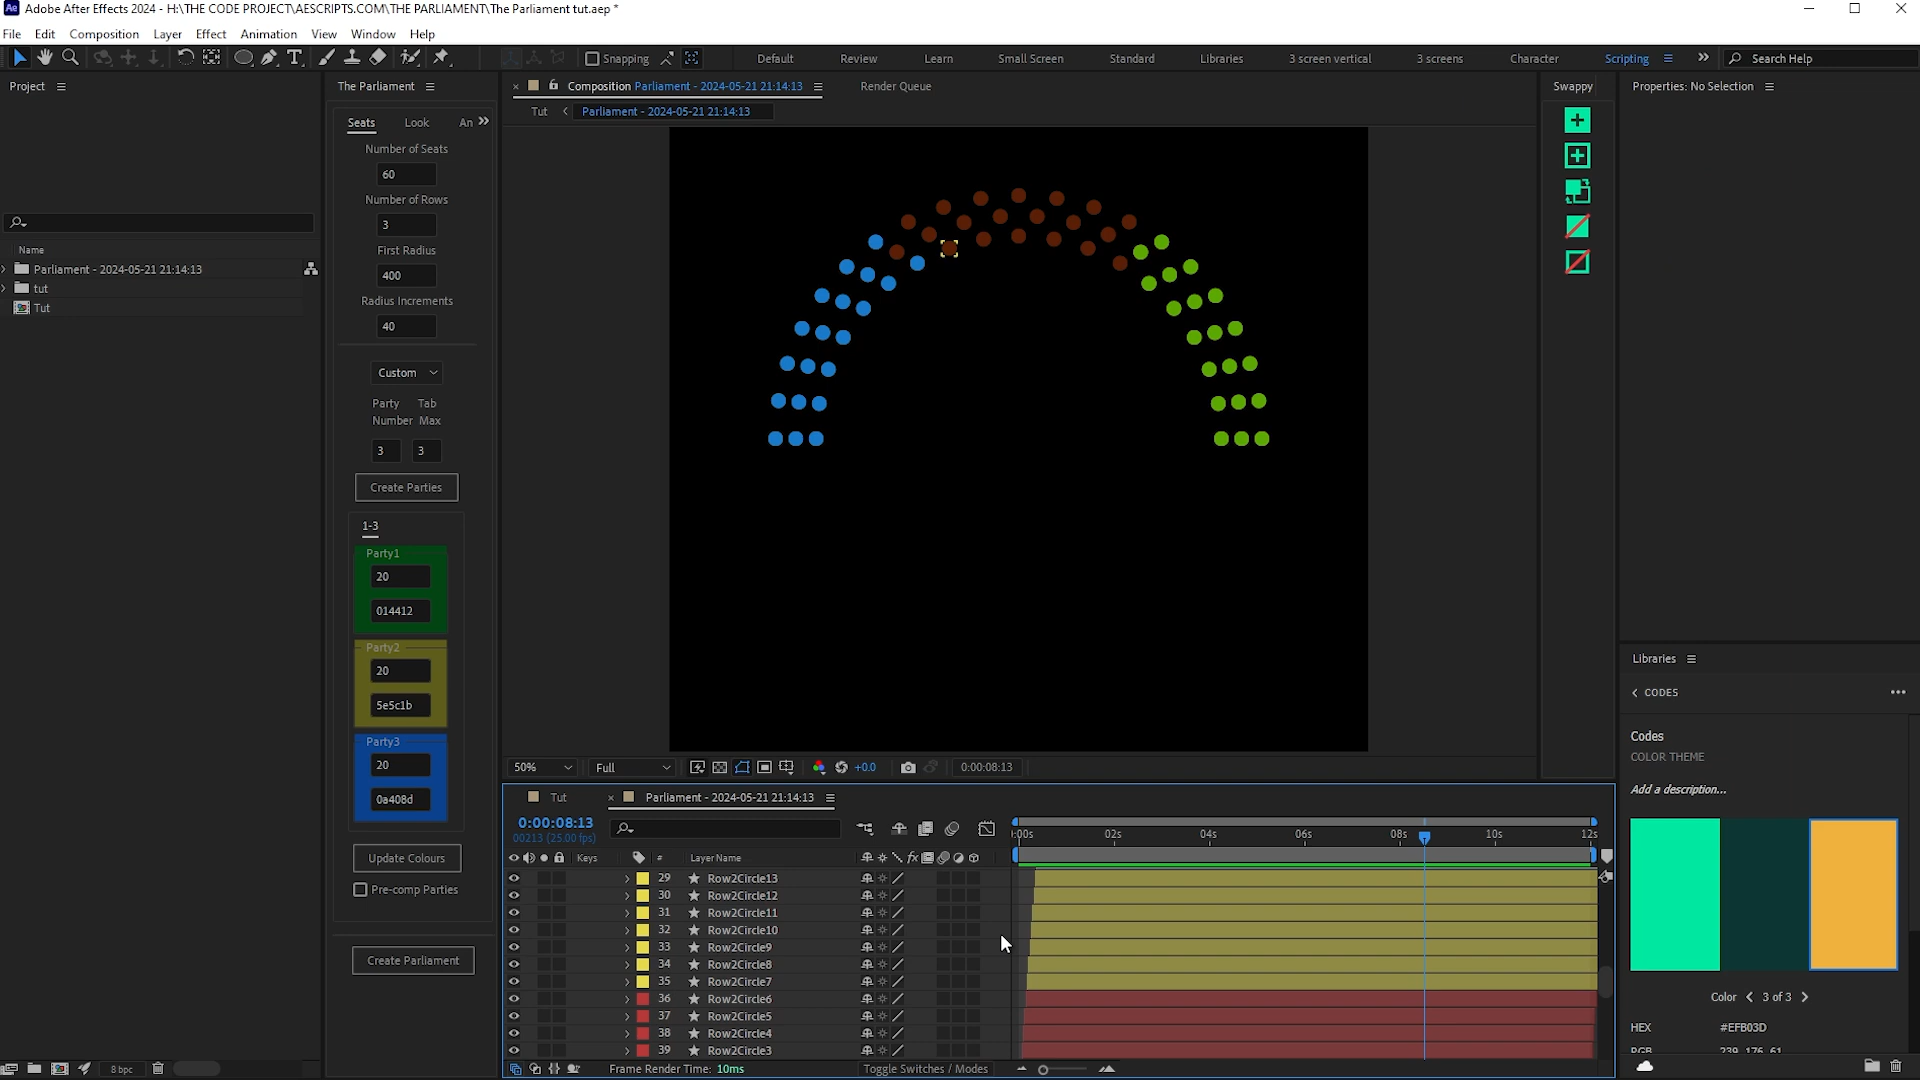 Ae Adobe After Effects 2024 - H:\THE CODE PROJECT\AESCRIPTS.COM\THE PARLIAMENT\The Parliament tut.aep *
File Edit Composition Layer Effect Animation View Window Help
Snapping Default Review Learn Small Screen Standard Libraries 3 screen vertical 3 screens Character Scripting Search Help
Project
Name
Parliament - 2024-05-21 21:14:13
tut
Tut
8 bpc
The Parliament
Seats Look An
Number of Seats
60
Number of Rows
3
First Radius
400
Radius Increments
40
Custom
Party Tab
Number Max
3 3
Create Parties
1-3
Party1
20
014412
Party2
20
5e5c1b
Party3
20
0a408d
Update Colours
Pre-comp Parties
Create Parliament
Composition Parliament - 2024-05-21 21:14:13 Render Queue
Tut Parliament - 2024-05-21 21:14:13
50% Full +0.0 0:00:08:13
Tut Parliament - 2024-05-21 21:14:13
0:00:08:13
00213 (25.00 fps)
:00s 02s 04s 06s 08s 10s 12s
Keys # Layer Name
29 Row2Circle13
30 Row2Circle12
31 Row2Circle11
32 Row2Circle10
33 Row2Circle9
34 Row2Circle8
35 Row2Circle7
36 Row2Circle6
37 Row2Circle5
38 Row2Circle4
39 Row2Circle3
Frame Render Time: 10ms Toggle Switches / Modes
Swappy
Properties: No Selection
Libraries
CODES
Codes
COLOR THEME
Add a description...
Color 3 of 3
HEX #EFB03D
RGB 239, 176, 61